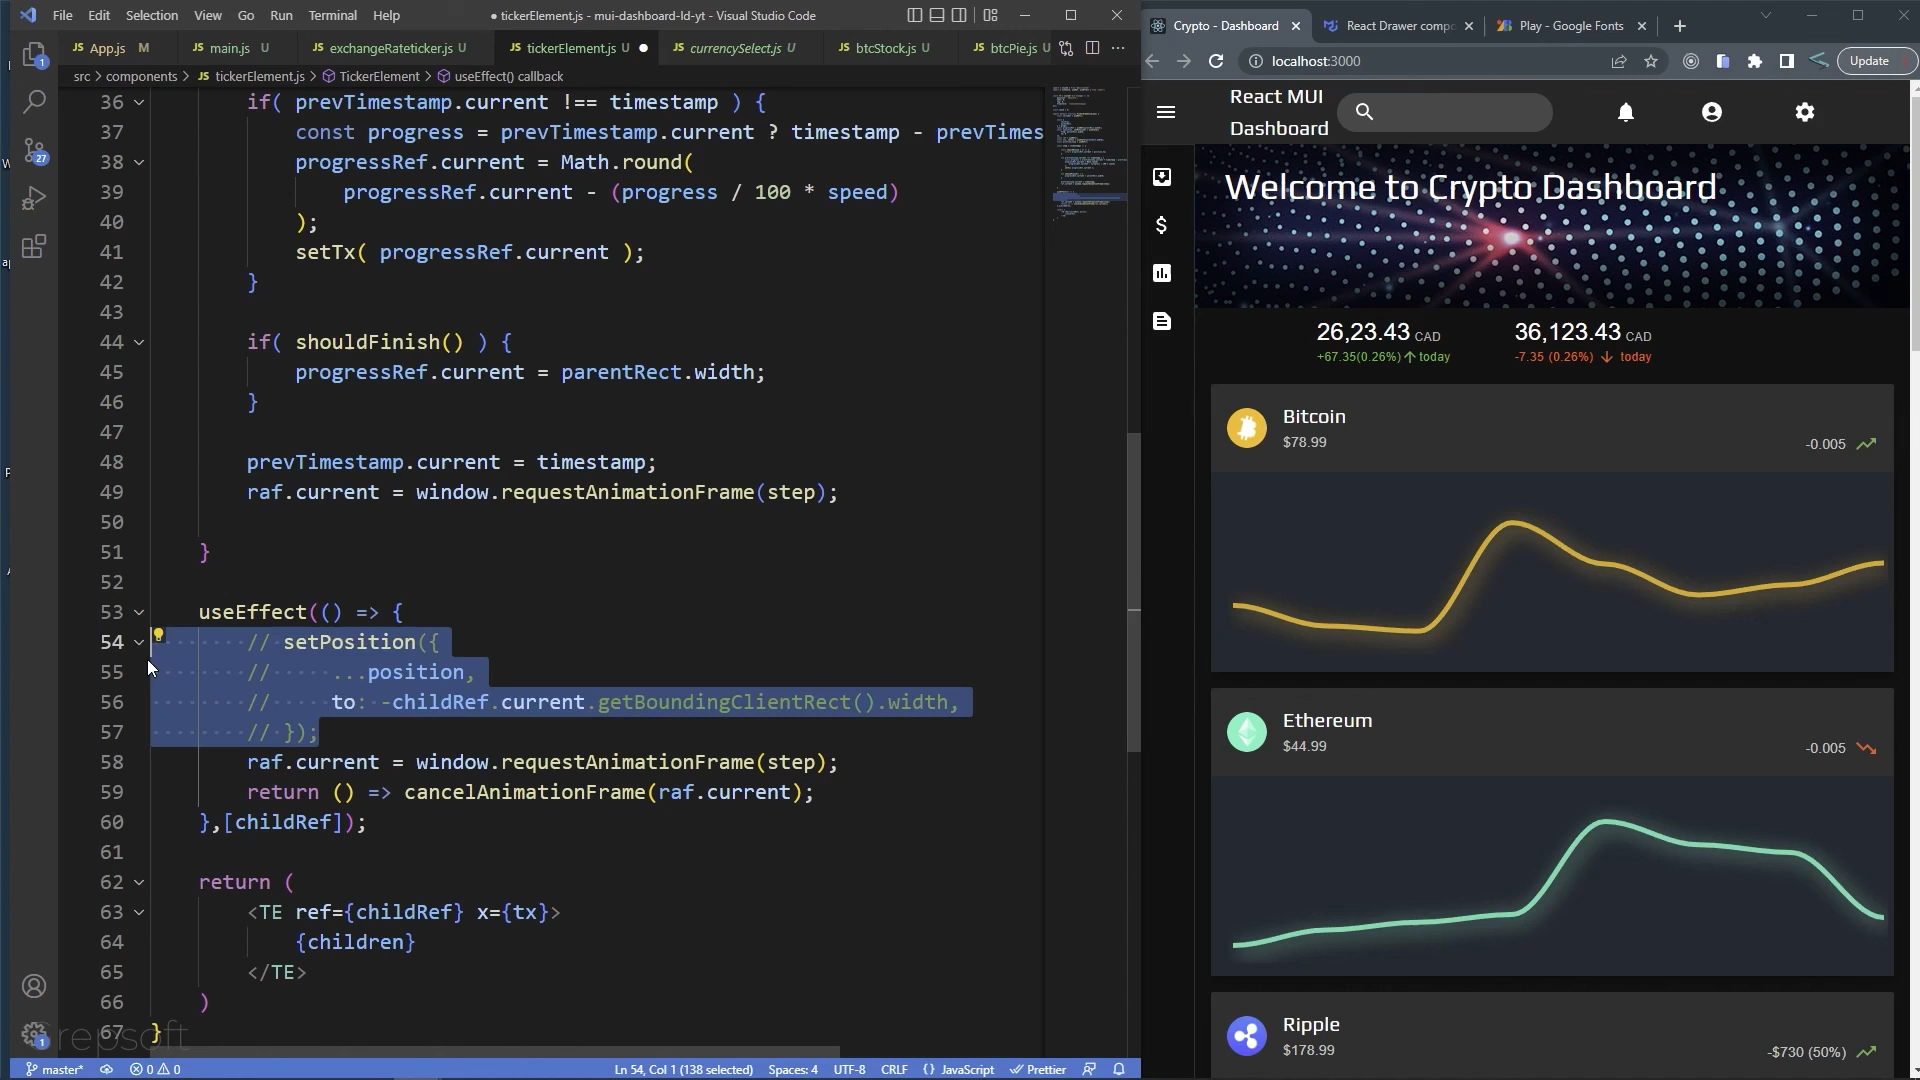 File Edit Selection View Go Run Terminal Help
● tickerElement.js - mui-dashboard-ld-yt - Visual Studio Code
JS App.js M
JS main.js U
JS exchangeRateticker.js U
JS tickerElement.js U ●
JS currencySelect.js U
JS btcStock.js U
JS btcPie.js U
src > components > JS tickerElement.js > TickerElement > useEffect() callback
36 if( prevTimestamp.current !== timestamp ) {
37 const progress = prevTimestamp.current ? timestamp - prevTimes
38 progressRef.current = Math.round(
39 progressRef.current - (progress / 100 * speed)
40 );
41 setTx( progressRef.current );
42 }
43
44 if( shouldFinish() ) {
45 progressRef.current = parentRect.width;
46 }
47
48 prevTimestamp.current = timestamp;
49 raf.current = window.requestAnimationFrame(step);
50
51 }
52
53 useEffect(() => {
54 // setPosition({
55 // ...position,
56 // to: -childRef.current.getBoundingClientRect().width,
57 // });
58 raf.current = window.requestAnimationFrame(step);
59 return () => cancelAnimationFrame(raf.current);
60 },[childRef]);
61
62 return (
63 <TE ref={childRef} x={tx}>
64 {children}
65 </TE>
66 )
67 }
1
27
1
repsoft
master*
0 0
Ln 54, Col 1 (138 selected)
Spaces: 4
UTF-8
CRLF
{} JavaScript
Prettier
Crypto - Dashboard
React Drawer compo
Play - Google Fonts
localhost:3000
Update
React MUI
Dashboard
Welcome to Crypto Dashboard
26,23.43 CAD
+67.35(0.26%) today
36,123.43 CAD
-7.35 (0.26%) today
Bitcoin
$78.99
-0.005
Ethereum
$44.99
-0.005
Ripple
$178.99
-$730 (50%)